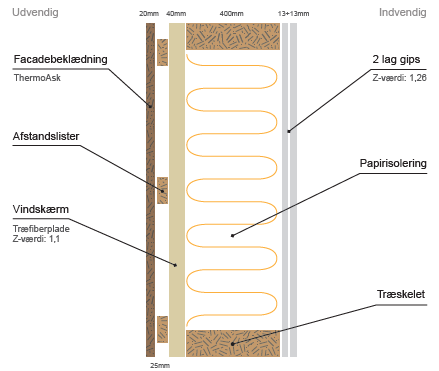 Udvendig
Indvendig
20mm 40mm 400mm 13+13mm
Facadebeklædning
ThermoAsk
2 lag gips
Z-værdi: 1,26
Afstandslister
Papirisolering
Vindskærm
Træfiberplade
Z-værdi: 1,1
Træskelet
25mm